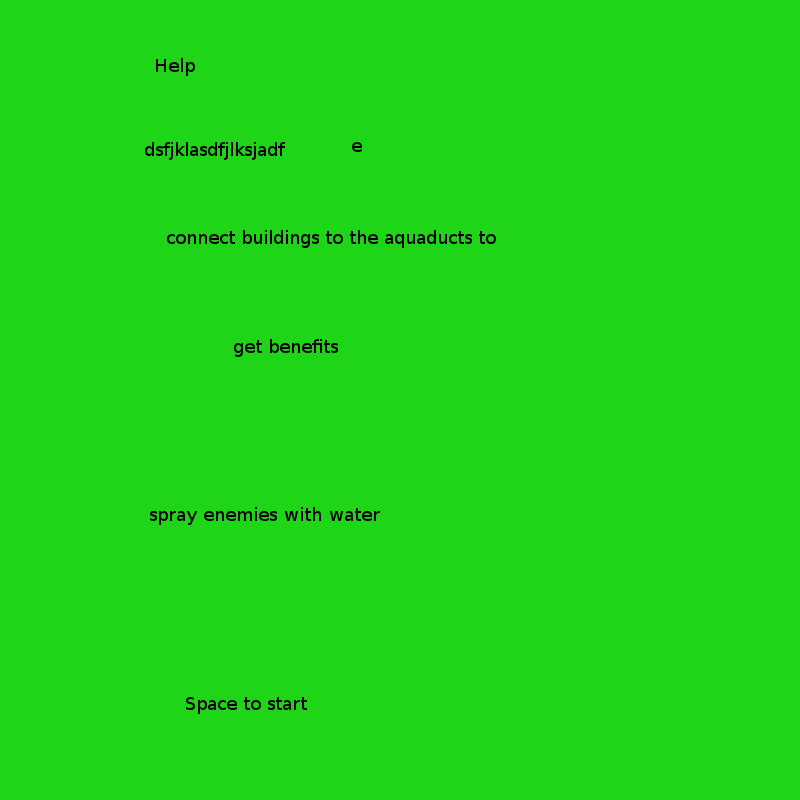 Help
dsfjklasdfjlksjadf e
connect buildings to the aquaducts to
get benefits
spray enemies with water
Space to start